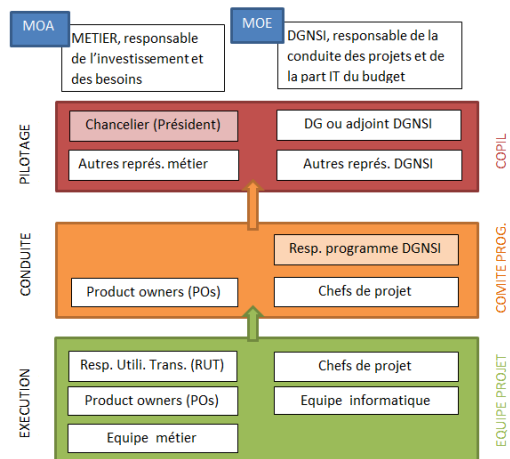 MOA
METIER, responsable
de l'investissement et
des besoins
MOE
DGNSI, responsable de la
conduite des projets et de
la part IT du budget
PILOTAGE
Chancelier (Président)
DG ou adjoint DGNSI
Autres représ. métier
Autres représ. DGNSI
COPIL
CONDUITE
Resp. programme DGNSI
Product owners (POs)
Chefs de projet
COMITE PROG.
EXECUTION
Resp. Utili. Trans. (RUT)
Chefs de projet
Product owners (POs)
Equipe informatique
Equipe métier
EQUIPE PROJET